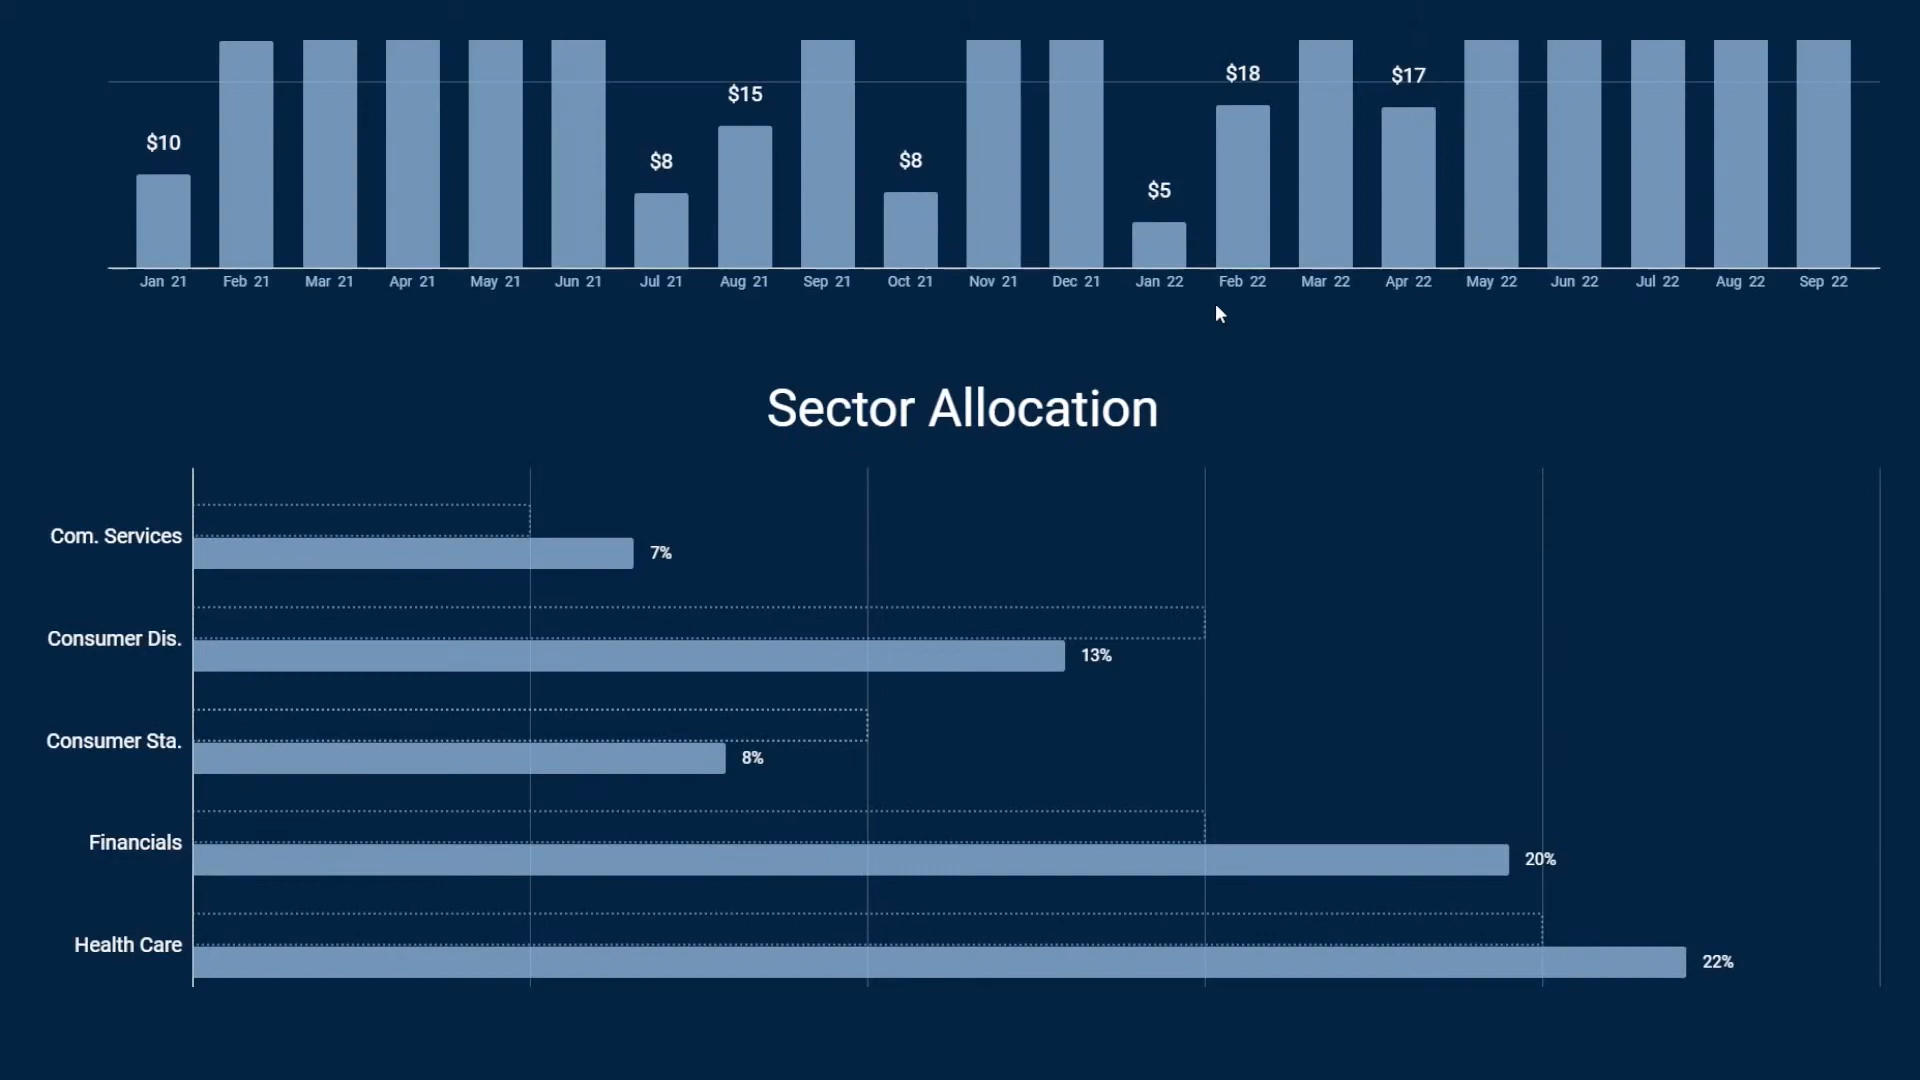 $18
$17
$15
$10
$8
$8
$5
Jan 21 Feb 21 Mar 21 Apr 21 May 21 Jun 21 Jul 21 Aug 21 Sep 21 Oct 21 Nov 21 Dec 21 Jan 22 Feb 22 Mar 22 Apr 22 May 22 Jun 22 Jul 22 Aug 22 Sep 22
Sector Allocation
Com. Services 7%
Consumer Dis. 13%
Consumer Sta. 8%
Financials 20%
Health Care 22%